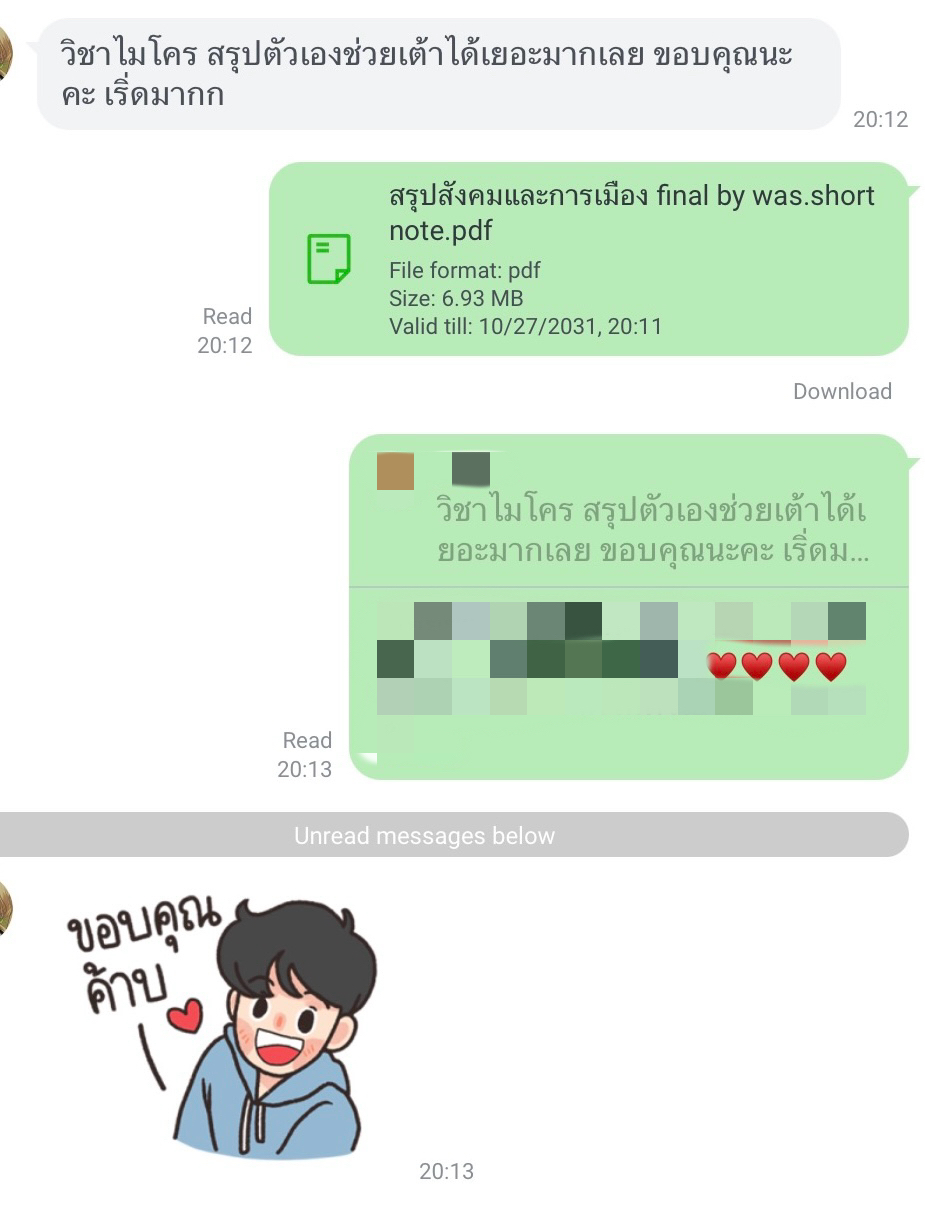 วิชาไมโคร สรุปตัวเองช่วยเต้าได้เยอะมากเลย ขอบคุณนะ
คะ เริ่ดมากก
20:12
สรุปสังคมและการเมือง final by was.short
note.pdf
File format: pdf
Size: 6.93 MB
Valid till: 10/27/2031, 20:11
Read
20:12
Download
วิชาไมโคร สรุปตัวเองช่วยเต้าได้เ
ยอะมากเลย ขอบคุณนะคะ เริ่ดม...
♥♥♥♥
Read
20:13
Unread messages below
ขอบคุณ
ค้าบ
20:13